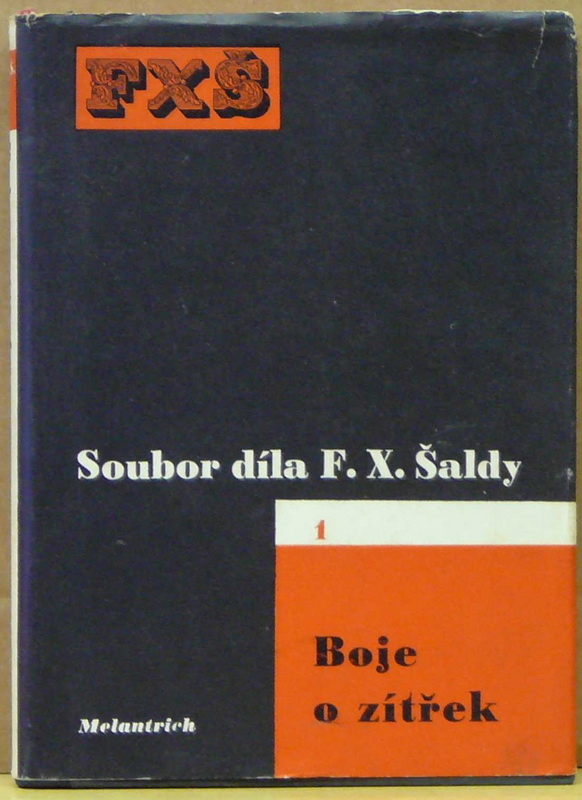 FXŠ
Soubor díla F. X. Šaldy
1
Boje
o zítřek
Melantrich